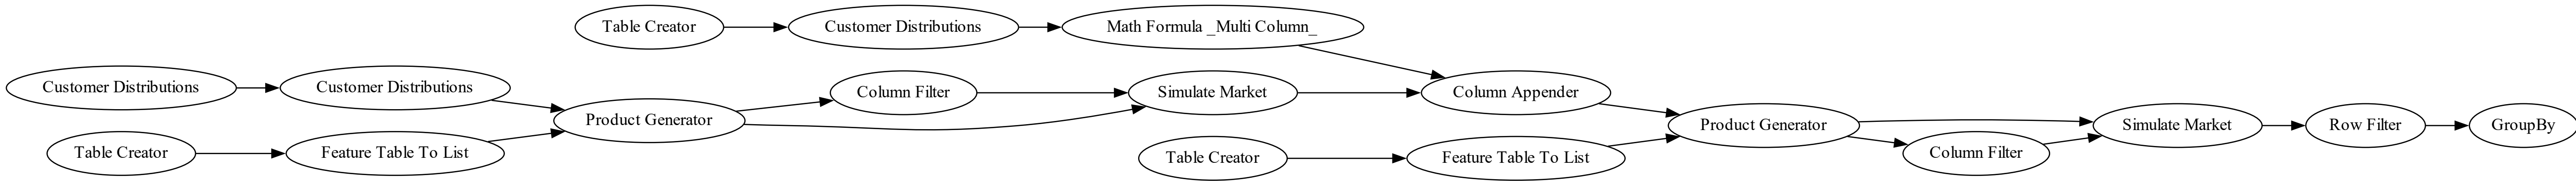 Table Creator
Customer Distributions
Math Formula _Multi Column_
Customer Distributions
Customer Distributions
Column Filter
Simulate Market
Column Appender
Product Generator
Product Generator
Simulate Market
Row Filter
GroupBy
Table Creator
Feature Table To List
Table Creator
Feature Table To List
Column Filter